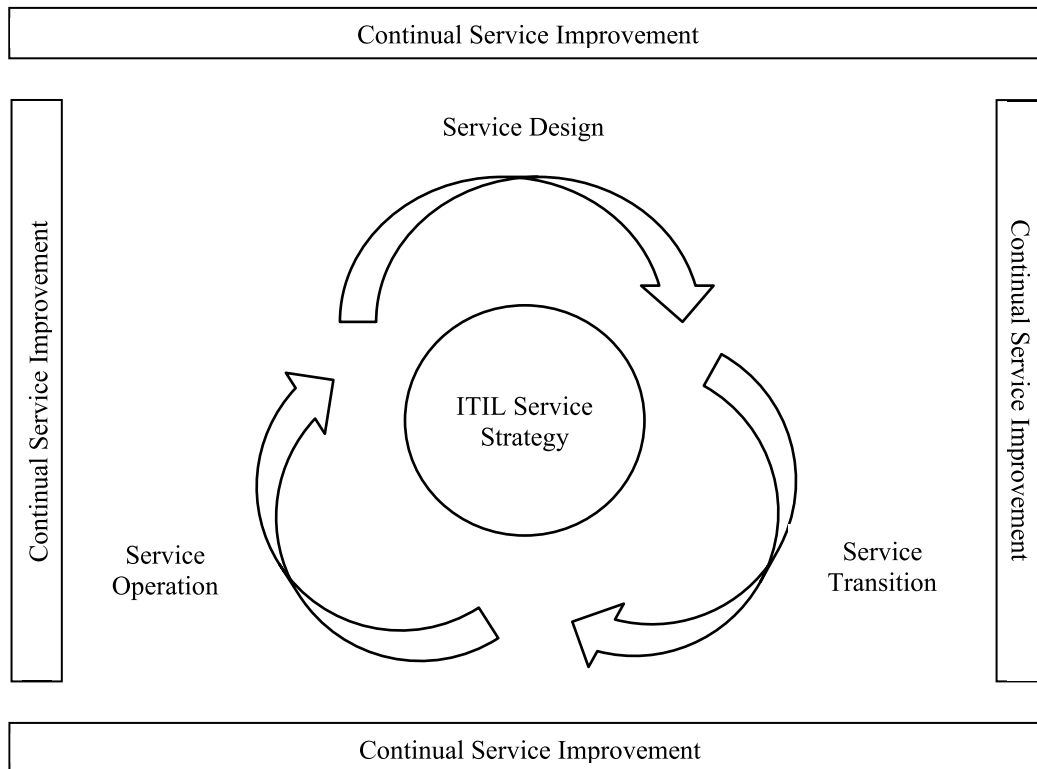 Continual Service Improvement
Service Design
Continual Service Improvement
Continual Service Improvement
ITIL Service
Strategy
Service
Operation
Service
Transition
Continual Service Improvement